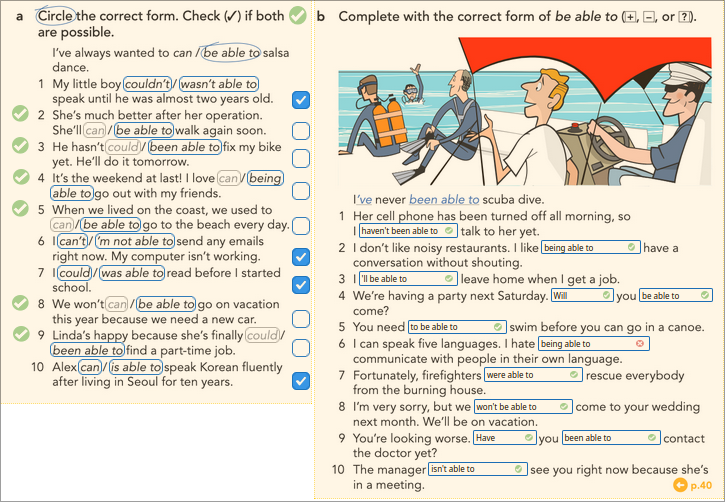 a Circle the correct form. Check (✓) if both
are possible.
I've always wanted to can / be able to salsa
dance.
1 My little boy couldn't / wasn't able to
speak until he was almost two years old.
2 She's much better after her operation.
She'll can / be able to walk again soon.
3 He hasn't could / been able to fix my bike
yet. He'll do it tomorrow.
4 It's the weekend at last! I love can / being
able to go out with my friends.
5 When we lived on the coast, we used to
can / be able to go to the beach every day.
6 I can't / 'm not able to send any emails
right now. My computer isn't working.
7 I could / was able to read before I started
school.
8 We won't can / be able to go on vacation
this year because we need a new car.
9 Linda's happy because she's finally could /
been able to find a part-time job.
10 Alex can / is able to speak Korean fluently
after living in Seoul for ten years.
b Complete with the correct form of be able to (+, −, or ?).
I've never been able to scuba dive.
1 Her cell phone has been turned off all morning, so
I haven't been able to talk to her yet.
2 I don't like noisy restaurants. I like being able to have a
conversation without shouting.
3 I 'll be able to leave home when I get a job.
4 We're having a party next Saturday. Will you be able to
come?
5 You need to be able to swim before you can go in a canoe.
6 I can speak five languages. I hate being able to
communicate with people in their own language.
7 Fortunately, firefighters were able to rescue everybody
from the burning house.
8 I'm very sorry, but we won't be able to come to your wedding
next month. We'll be on vacation.
9 You're looking worse. Have you been able to contact
the doctor yet?
10 The manager isn't able to see you right now because she's
in a meeting.
p.40